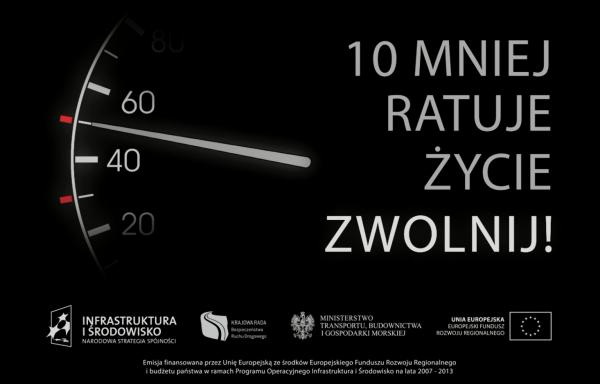 80
60
40
20
10 MNIEJ
RATUJE
ŻYCIE
ZWOLNIJ!
INFRASTRUKTURA
I ŚRODOWISKO
NARODOWA STRATEGIA SPÓJNOŚCI
KRAJOWA RADA
Bezpieczeństwa
Ruchu Drogowego
MINISTERSTWO
TRANSPORTU, BUDOWNICTWA
I GOSPODARKI MORSKIEJ
UNIA EUROPEJSKA
EUROPEJSKI FUNDUSZ
ROZWOJU REGIONALNEGO
Emisja finansowana przez Unię Europejską ze środków Europejskiego Funduszu Rozwoju Regionalnego
i budżetu państwa w ramach Programu Operacyjnego Infrastruktura i Środowisko na lata 2007 - 2013